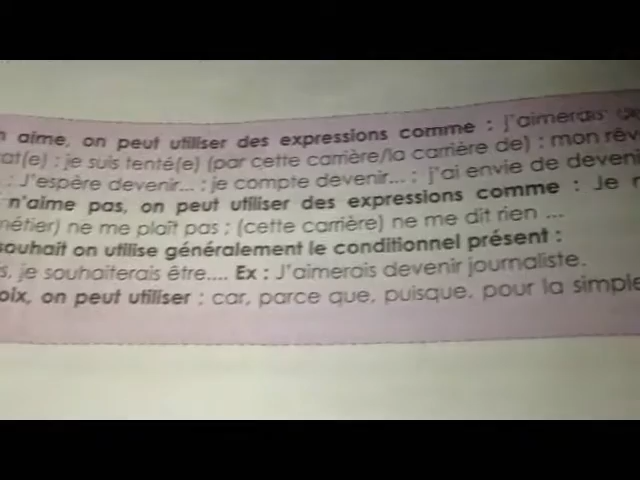 aime, on peut utiliser des expressions comme : j'aimerais
(e) : je suis tenté(e) (par cette carrière/la carrière de) : mon rêv
: J'espère devenir... : je compte devenir... : j'ai envie de deveni
n'aime pas, on peut utiliser des expressions comme : Je n
métier) ne me plaît pas ; (cette carrière) ne me dit rien ...
souhait on utilise généralement le conditionnel présent :
s, je souhaiterais être.... Ex : J'aimerais devenir journaliste.
oix, on peut utiliser : car, parce que, puisque, pour la simple